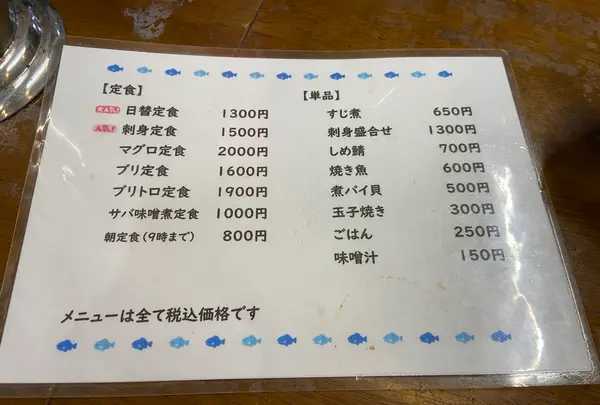 【定食】
大人気! 日替定食 1300円
人気! 刺身定食 1500円
マグロ定食 2000円
ブリ定食 1600円
ブリトロ定食 1900円
サバ味噌煮定食 1000円
朝定食(9時まで) 800円
【単品】
すじ煮 650円
刺身盛合せ 1300円
しめ鯖 700円
焼き魚 600円
煮バイ貝 500円
玉子焼き 300円
ごはん 250円
味噌汁 150円
メニューは全て税込価格です